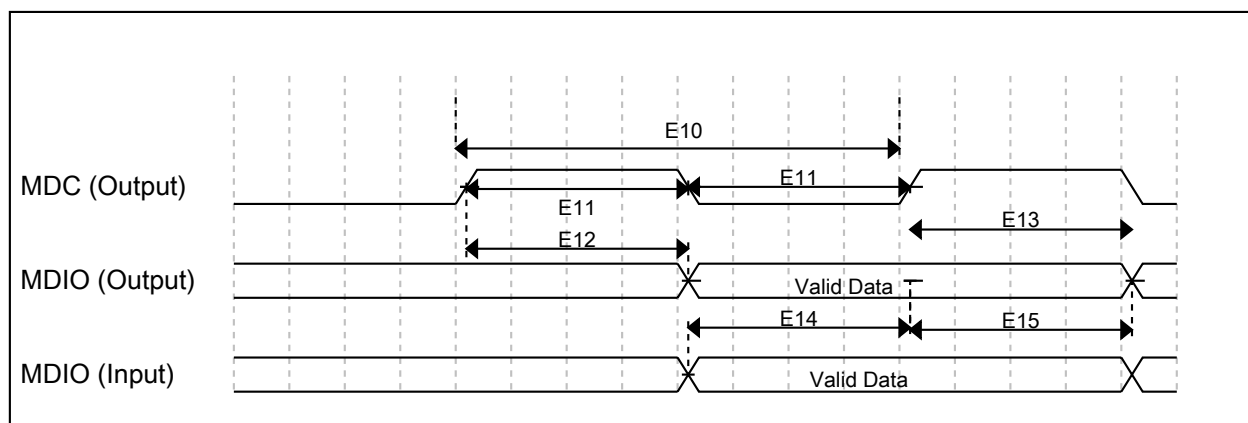 E10
MDC (Output)
E11
E11
E13
E12
MDIO (Output)
Valid Data
E14
E15
MDIO (Input)
Valid Data